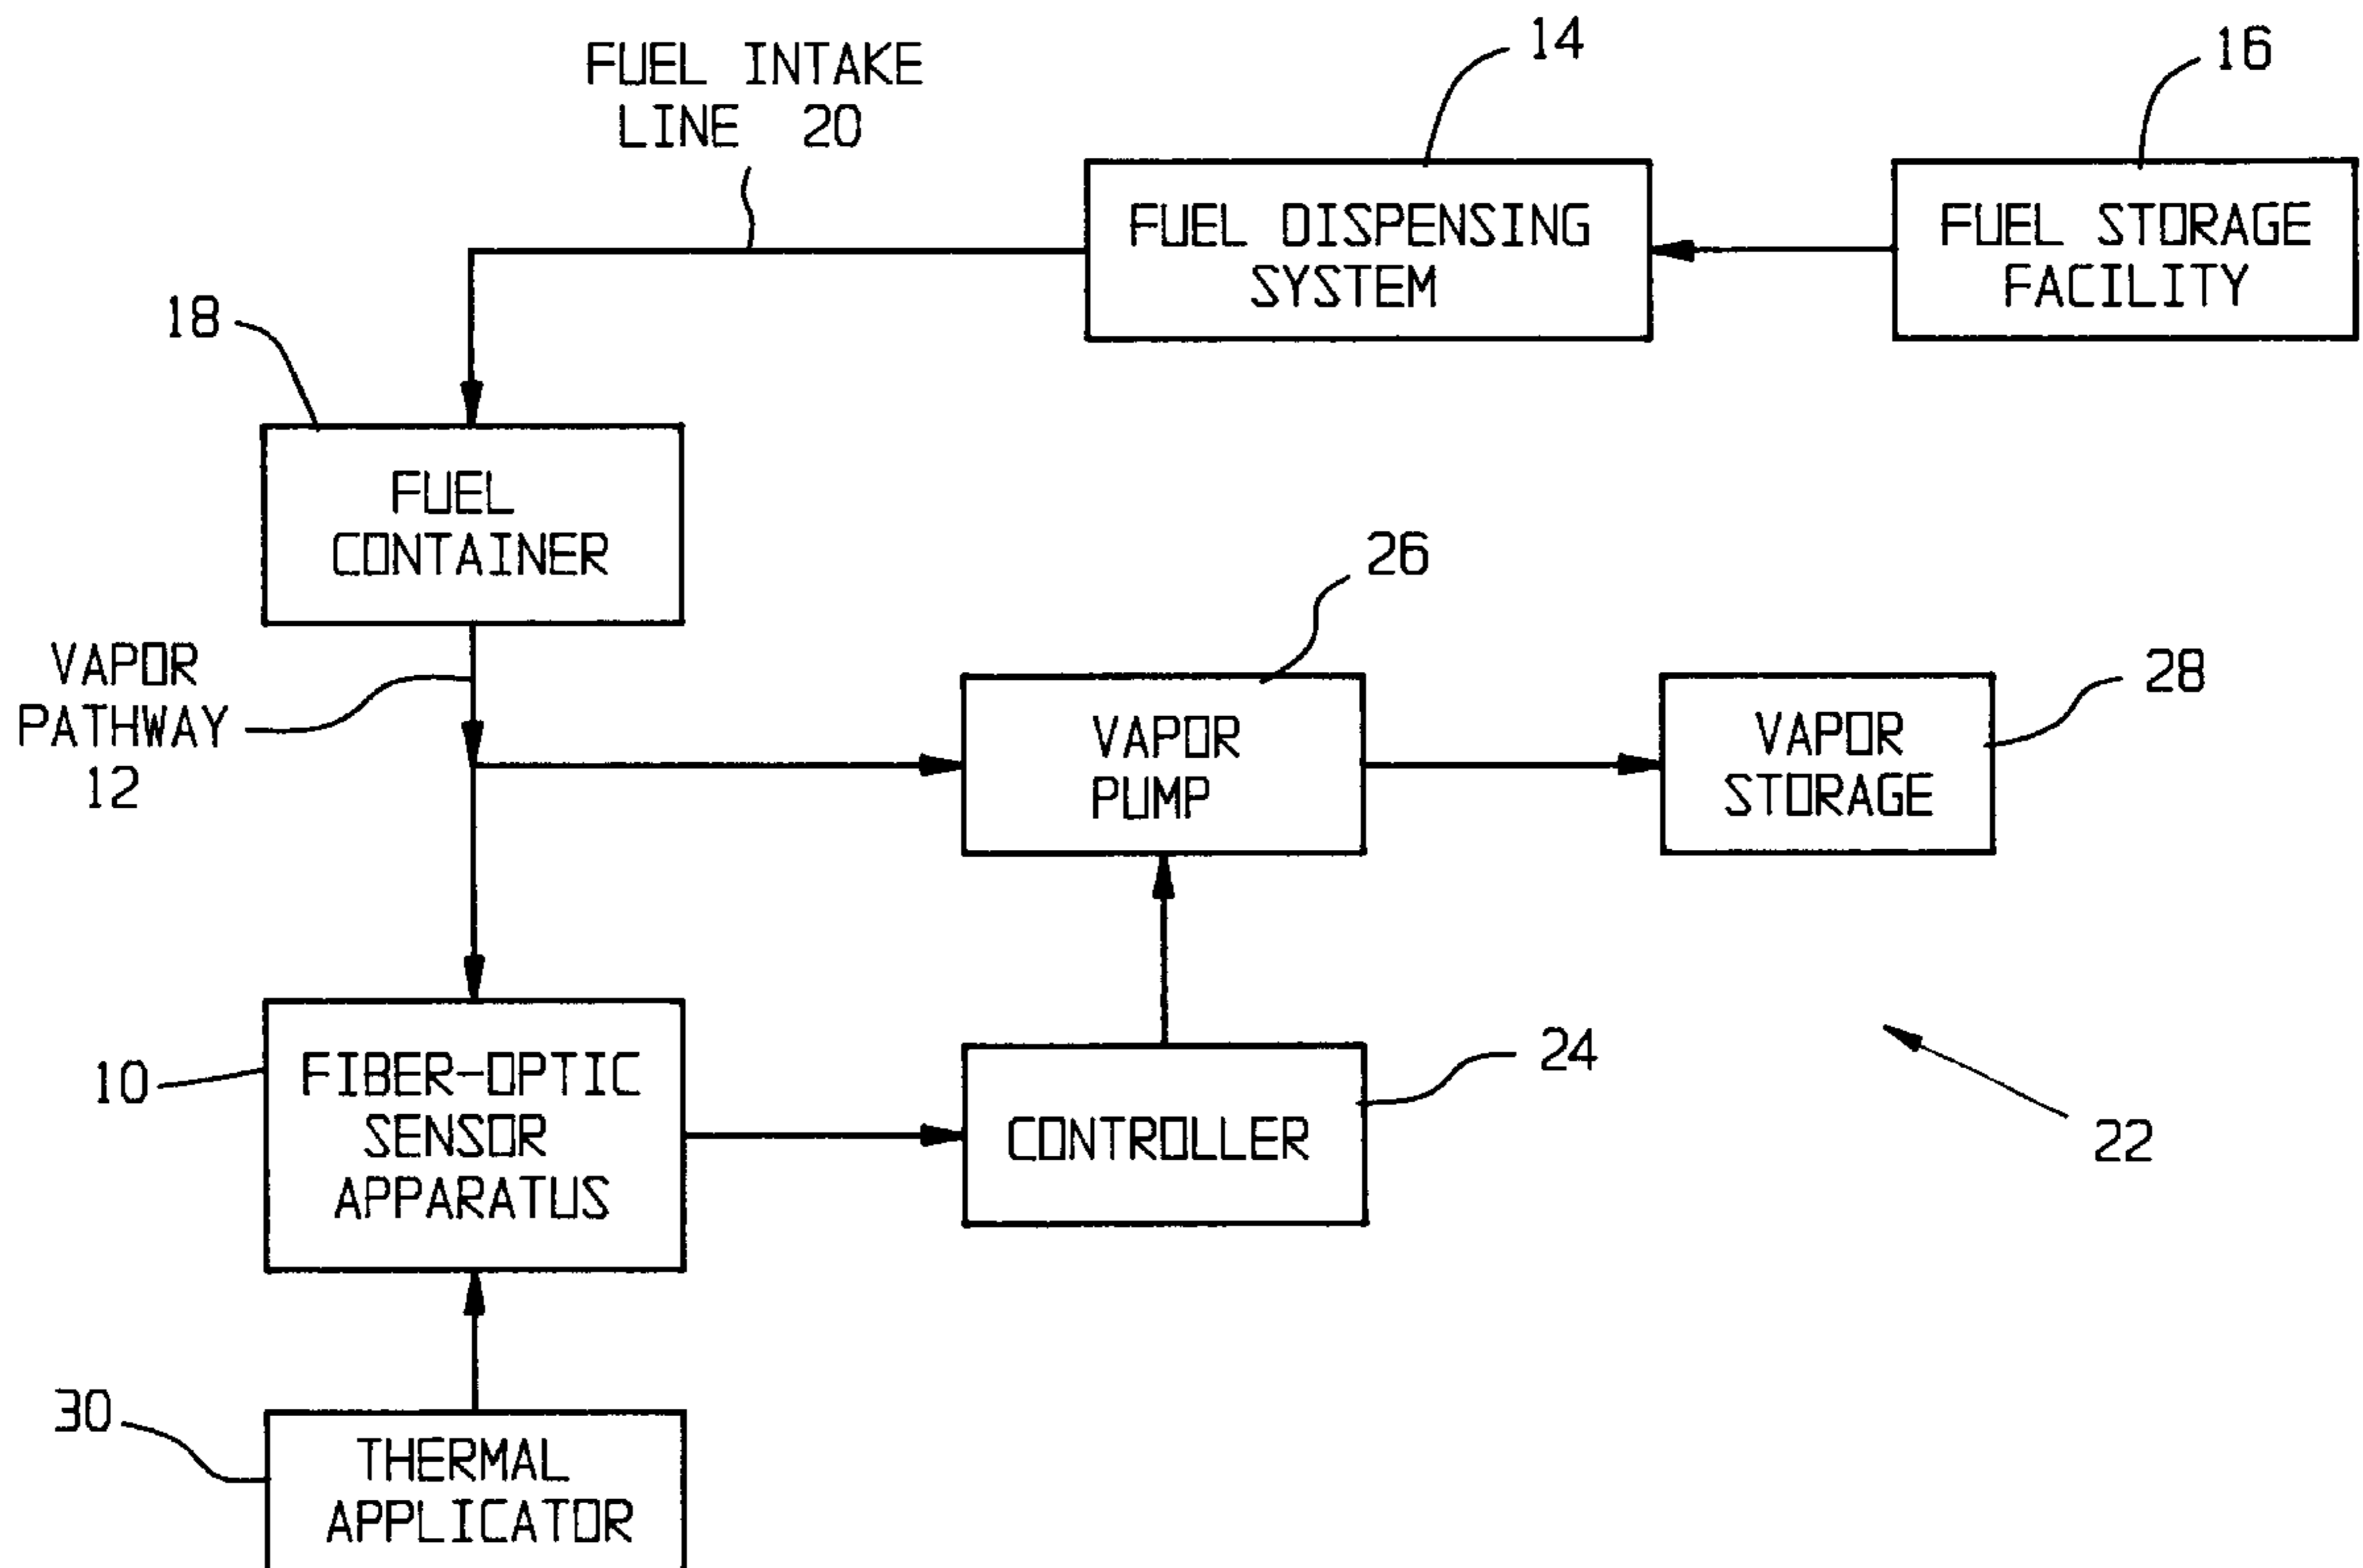 FUEL INTAKE
LINE 20
14
16
FUEL DISPENSING
SYSTEM
FUEL STORAGE
FACILITY
18
FUEL
CONTAINER
26
VAPOR
PATHWAY
12
VAPOR
PUMP
VAPOR
STORAGE
28
10
FIBER-OPTIC
SENSOR
APPARATUS
CONTROLLER
24
22
30
THERMAL
APPLICATOR